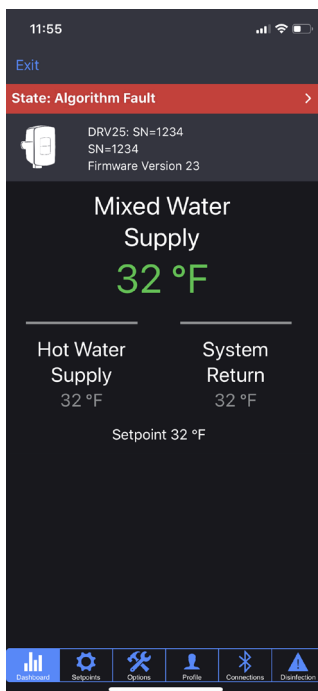 11:55
Exit
State: Algorithm Fault
DRV25: SN=1234
SN=1234
Firmware Version 23
Mixed Water
Supply
32 °F
Hot Water
Supply
32 °F
System
Return
32 °F
Setpoint 32 °F
Dashboard Setpoints Options Profile Connections Disinfection